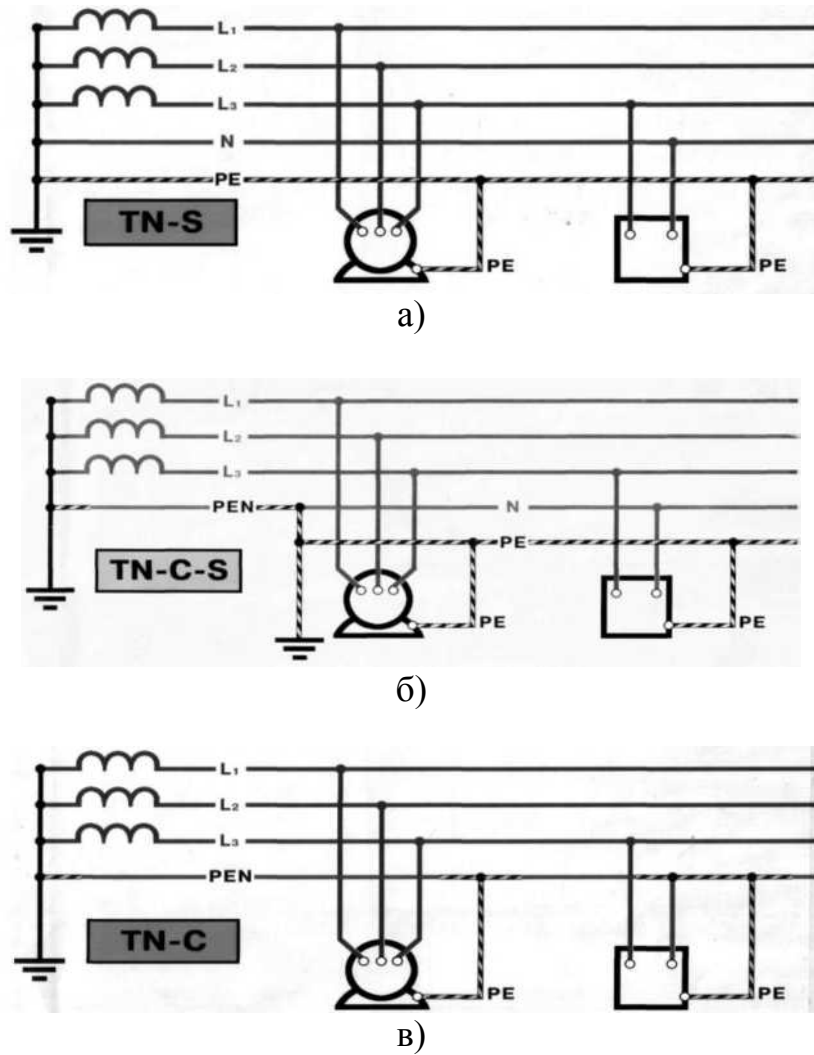 L₁
L₂
L₃
N
PE
TN-S
PE
PE
а)
L₁
L₂
L₃
PEN
N
PE
TN-C-S
PE
PE
б)
L₁
L₂
L₃
PEN
TN-C
PE
PE
в)